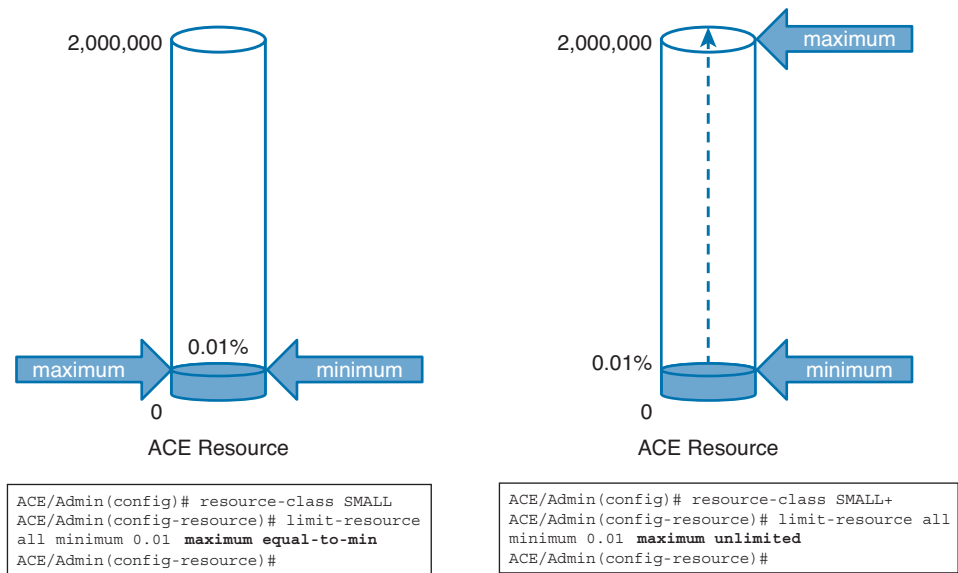 2,000,000
0.01%
maximum
minimum
0
ACE Resource
ACE/Admin(config)# resource-class SMALL
ACE/Admin(config-resource)# limit-resource
all minimum 0.01 maximum equal-to-min
ACE/Admin(config-resource)#
2,000,000
maximum
0.01%
minimum
0
ACE Resource
ACE/Admin(config)# resource-class SMALL+
ACE/Admin(config-resource)# limit-resource all
minimum 0.01 maximum unlimited
ACE/Admin(config-resource)#